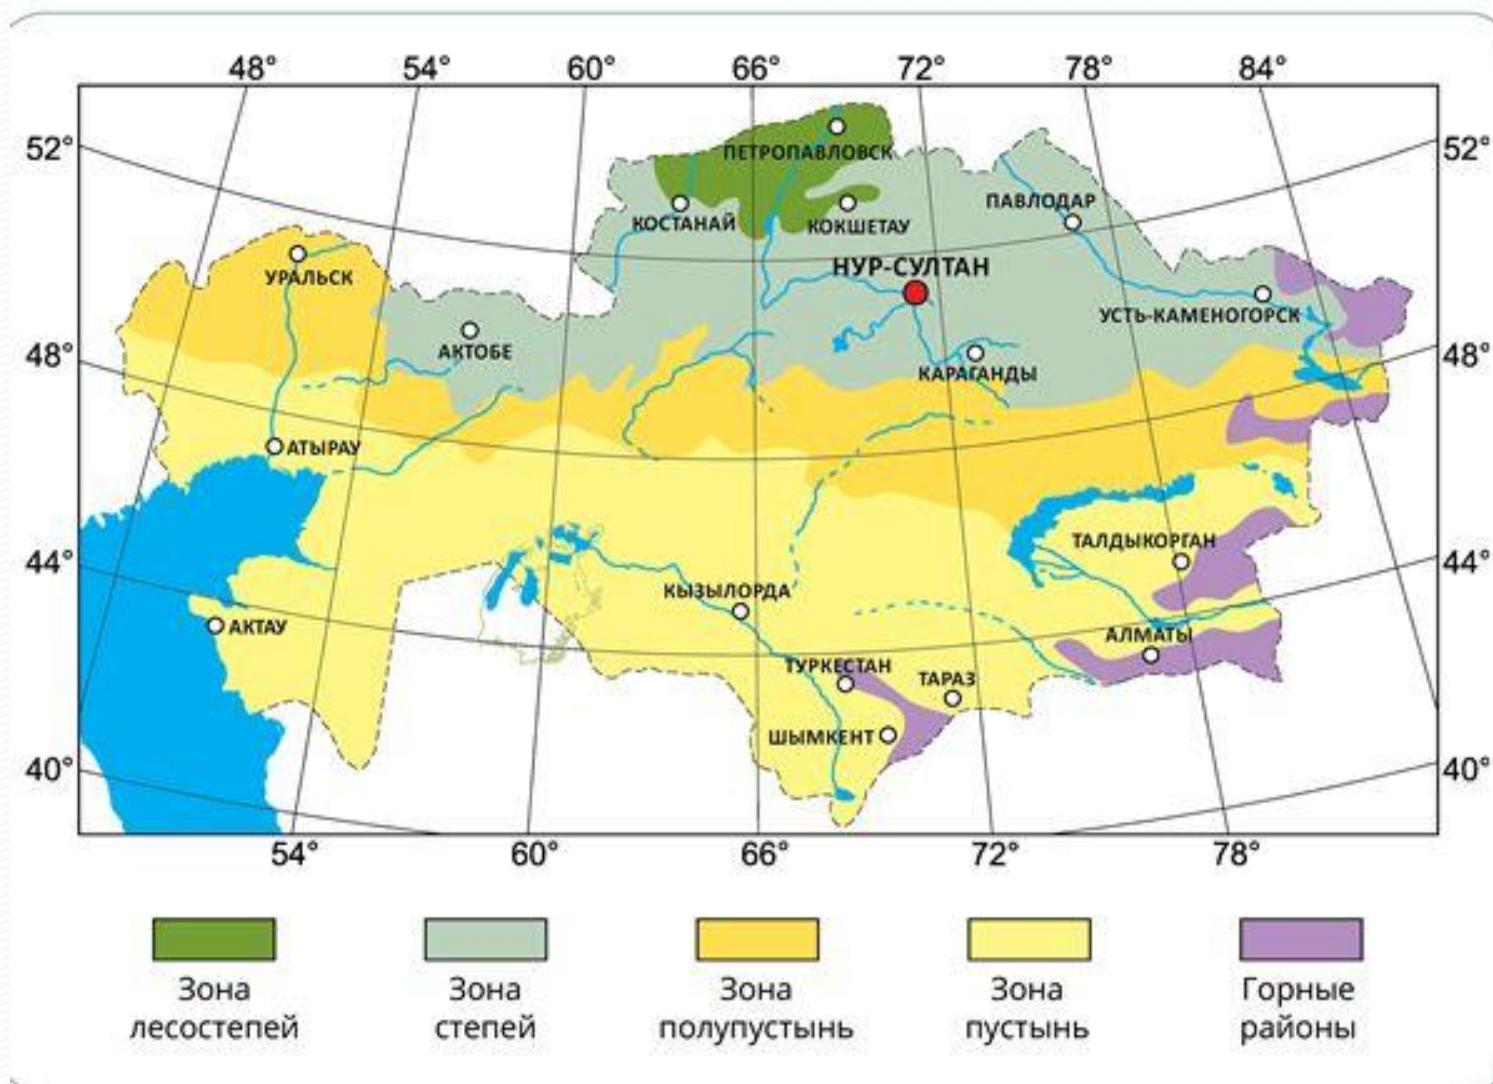 48° 54° 60° 66° 72° 78° 84°
52° 52°
ПЕТРОПАВЛОВСК
ПАВЛОДАР
КОСТАНАЙ
КОКШЕТАУ
НУР-СУЛТАН
УРАЛЬСК
УСТЬ-КАМЕНОГОРСК
48° 48°
АКТОБЕ
КАРАГАНДЫ
АТЫРАУ
ТАЛДЫКОРГАН
44° 44°
КЫЗЫЛОРДА
АКТАУ
АЛМАТЫ
ТУРКЕСТАН
ТАРАЗ
ШЫМКЕНТ
40° 40°
54° 60° 66° 72° 78°
Зона Зона Зона Зона Горные
лесостепей степей полупустынь пустынь районы